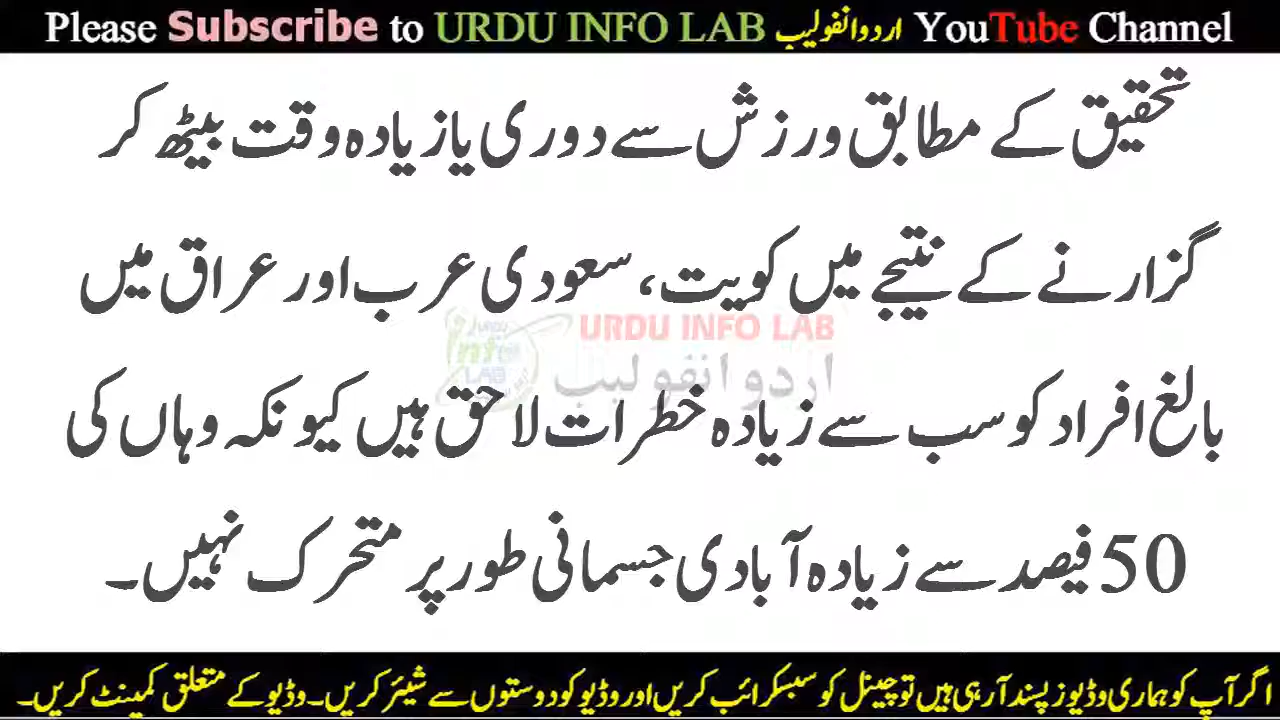 Please Subscribe to URDU INFO LAB اردوانفولیب YouTube Channel
تحقیق کے مطابق ورزش سے دوری یا زیادہ وقت بیٹھ کر
گزارنے کے نتیجے میں کویت، سعودی عرب اور عراق میں
URDU INFO LAB
اردوانفولیب
بالغ افراد کو سب سے زیادہ خطرات لاحق ہیں کیونکہ وہاں کی
50 فیصد سے زیادہ آبادی جسمانی طور پر متحرک نہیں۔
اگر آپ کو ہماری وڈیوز پسند آرہی ہیں تو چینل کو سبسکرائب کریں اور وڈیو کو دوستوں سے شیئر کریں۔ وڈیو کے متعلق کمینٹ کریں۔